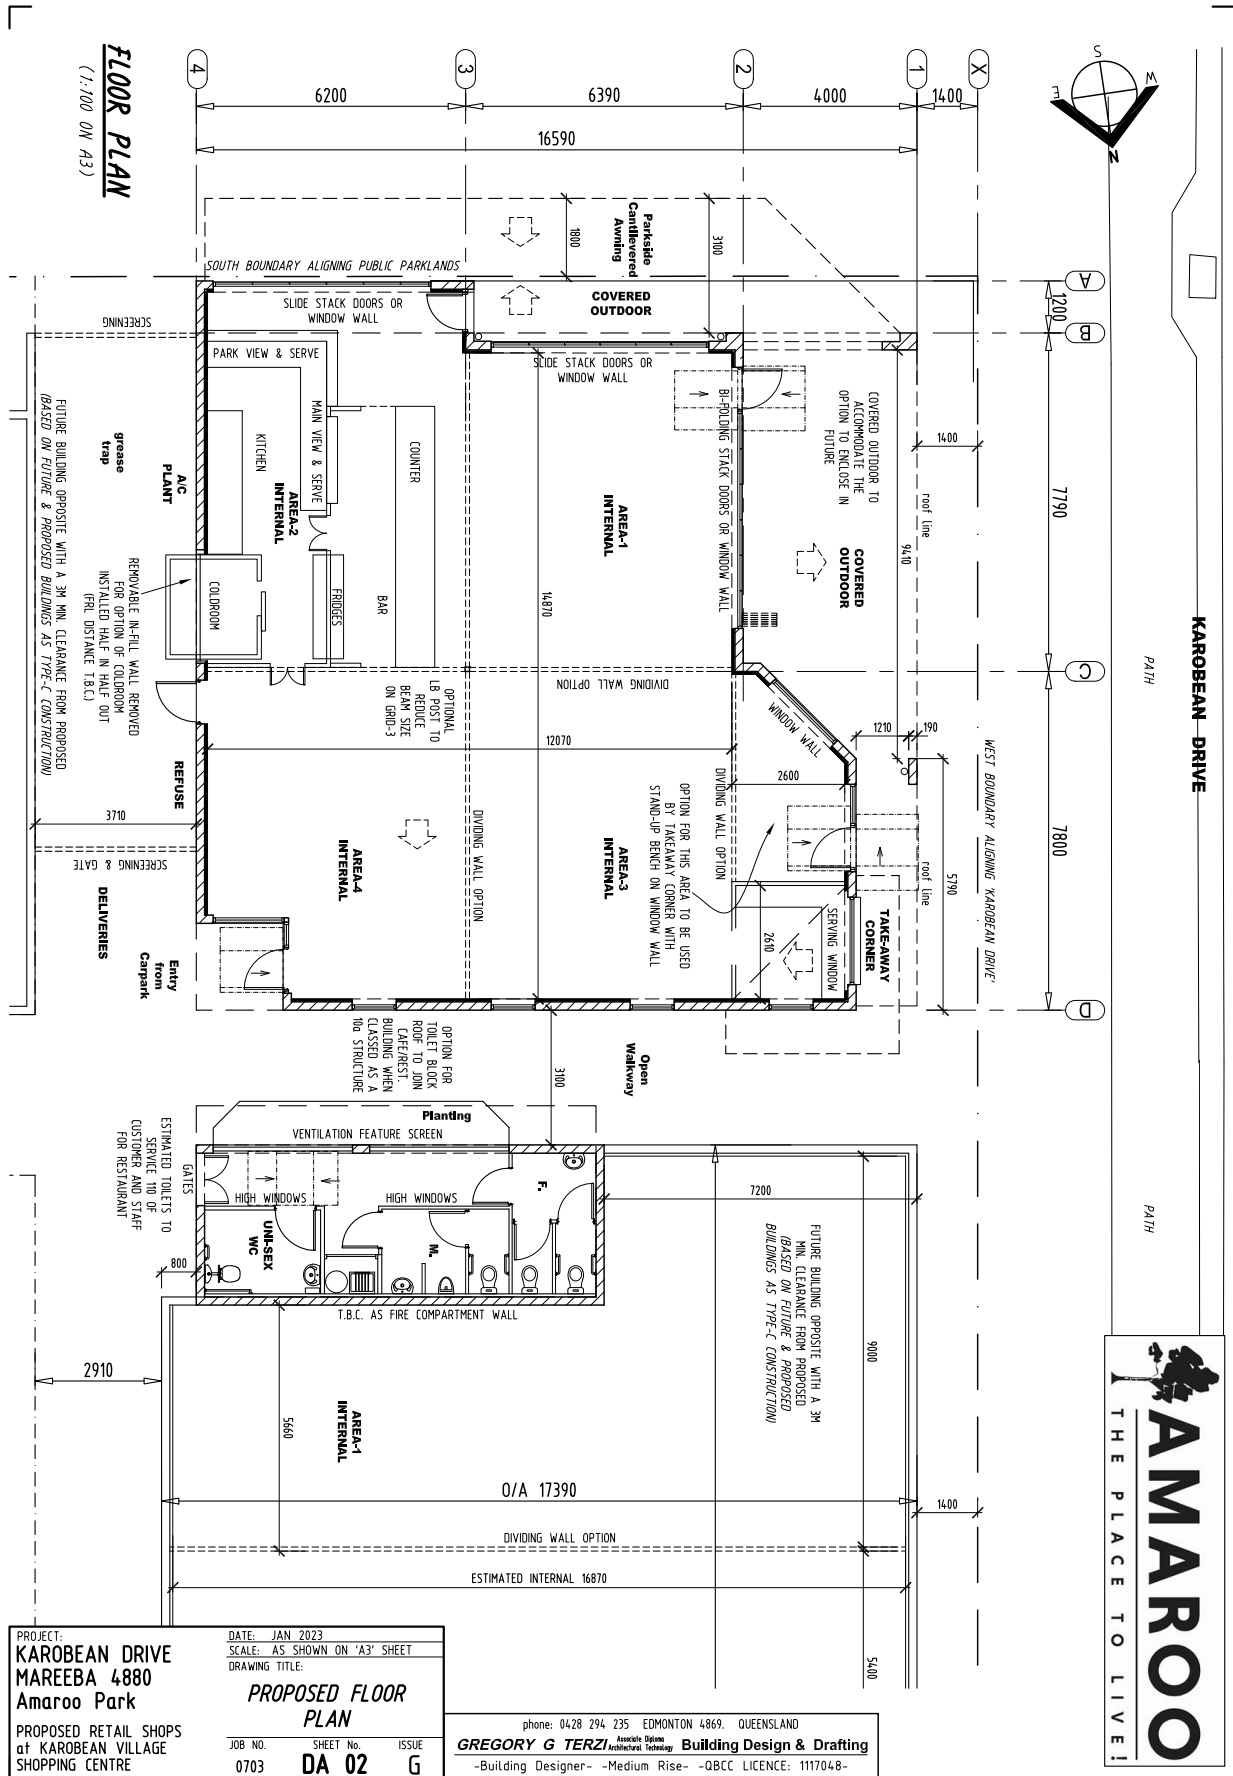 FLOOR PLAN
(1:100 ON A3)
4
3
2
1
X
6200
6390
4000
1400
16590
S
W
E
N
KAROBEAN DRIVE
PATH
PATH
WEST BOUNDARY ALIGNING 'KAROBEAN DRIVE'
A
B
C
D
1200
7790
7800
Parkside
Cantilevered
Awning
1800
3100
SOUTH BOUNDARY ALIGNING PUBLIC PARKLANDS
COVERED
OUTDOOR
SLIDE STACK DOORS OR
WINDOW WALL
SLIDE STACK DOORS OR
WINDOW WALL
SCREENING
PARK VIEW & SERVE
MAIN VIEW & SERVE
KITCHEN
COUNTER
AREA-2
INTERNAL
AREA-1
INTERNAL
BI-FOLDING STACK DOORS OR WINDOW WALL
COVERED OUTDOOR TO
ACCOMMODATE THE
OPTION TO ENCLOSE IN
FUTURE
COVERED
OUTDOOR
1400
roof line
9410
14870
FUTURE BUILDING OPPOSITE WITH A 3M MIN. CLEARANCE FROM PROPOSED
(BASED ON FUTURE & PROPOSED BUILDINGS AS TYPE-C CONSTRUCTION)
grease
trap
A/C
PLANT
REMOVABLE IN-FILL WALL REMOVED
FOR OPTION OF COLDROOM
INSTALLED HALF IN HALF OUT
(FRL DISTANCE T.B.C.)
COLDROOM
FRIDGES
BAR
DIVIDING WALL OPTION
OPTIONAL
LB POST TO
REDUCE
BEAM SIZE
ON GRID-3
WINDOW WALL
1210
190
12070
2600
REFUSE
3710
SCREENING & GATE
DELIVERIES
Entry
from
Carpark
AREA-4
INTERNAL
DIVIDING WALL OPTION
AREA-3
INTERNAL
OPTION FOR THIS AREA TO BE USED
BY TAKEAWAY CORNER WITH
STAND-UP BENCH ON WINDOW WALL
DIVIDING WALL OPTION
2610
SERVING WINDOW
TAKE-AWAY
CORNER
roof line
5790
OPTION FOR
TOILET BLOCK
ROOF TO JOIN
CAFE/REST.
BUILDING WHEN
CLASSED AS A
10a STRUCTURE
3100
Open
Walkway
Planting
VENTILATION FEATURE SCREEN
ESTIMATED TOILETS TO
SERVICE 110 OF
CUSTOMER AND STAFF
FOR RESTAURANT
GATES
HIGH WINDOWS
HIGH WINDOWS
F.
M.
UNI-SEX
WC
800
7200
T.B.C. AS FIRE COMPARTMENT WALL
FUTURE BUILDING OPPOSITE WITH A 3M
MIN. CLEARANCE FROM PROPOSED
(BASED ON FUTURE & PROPOSED
BUILDINGS AS TYPE-C CONSTRUCTION)
9000
2910
5660
AREA-1
INTERNAL
O/A 17390
1400
DIVIDING WALL OPTION
ESTIMATED INTERNAL 16870
5400
AMAROO
THE PLACE TO LIVE!
PROJECT:
KAROBEAN DRIVE
MAREEBA 4880
Amaroo Park
PROPOSED RETAIL SHOPS
at KAROBEAN VILLAGE
SHOPPING CENTRE
DATE: JAN 2023
SCALE: AS SHOWN ON 'A3' SHEET
DRAWING TITLE:
PROPOSED FLOOR
PLAN
JOB NO.
SHEET No.
ISSUE
0703
DA 02
G
phone: 0428 294 235 EDMONTON 4869. QUEENSLAND
GREGORY G TERZI Associate Diploma Architectural Technology Building Design & Drafting
-Building Designer- -Medium Rise- -QBCC LICENCE: 1117048-